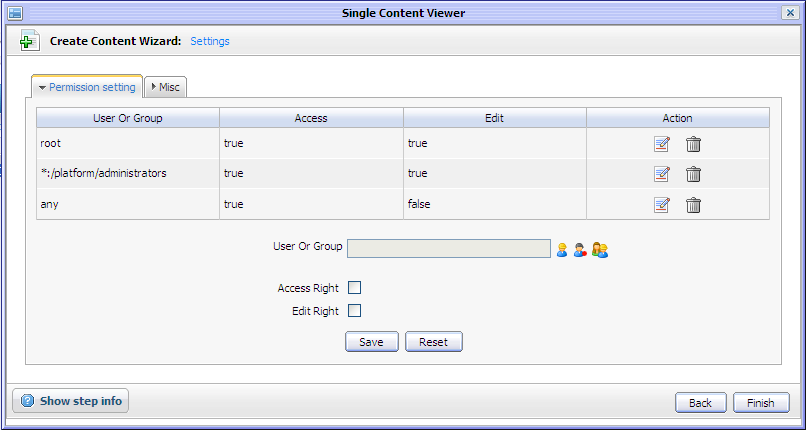 Single Content Viewer
Create Content Wizard: Settings
Permission setting Misc
User Or Group Access Edit Action
root true true
*:/platform/administrators true true
any true false
User Or Group
Access Right
Edit Right
Save Reset
? Show step info
Back Finish